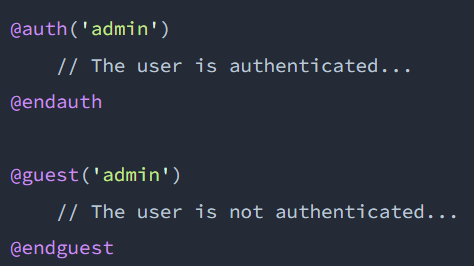 @auth('admin')
    // The user is authenticated...
@endauth

@guest('admin')
    // The user is not authenticated...
@endguest